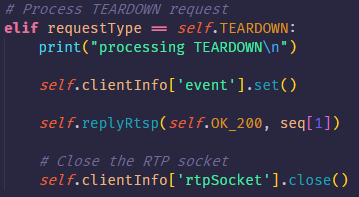 # Process TEARDOWN request
elif requestType == self.TEARDOWN:
print("processing TEARDOWN\n")
self.clientInfo['event'].set()
self.replyRtsp(self.OK_200, seq[1])
# Close the RTP socket
self.clientInfo['rtpSocket'].close()